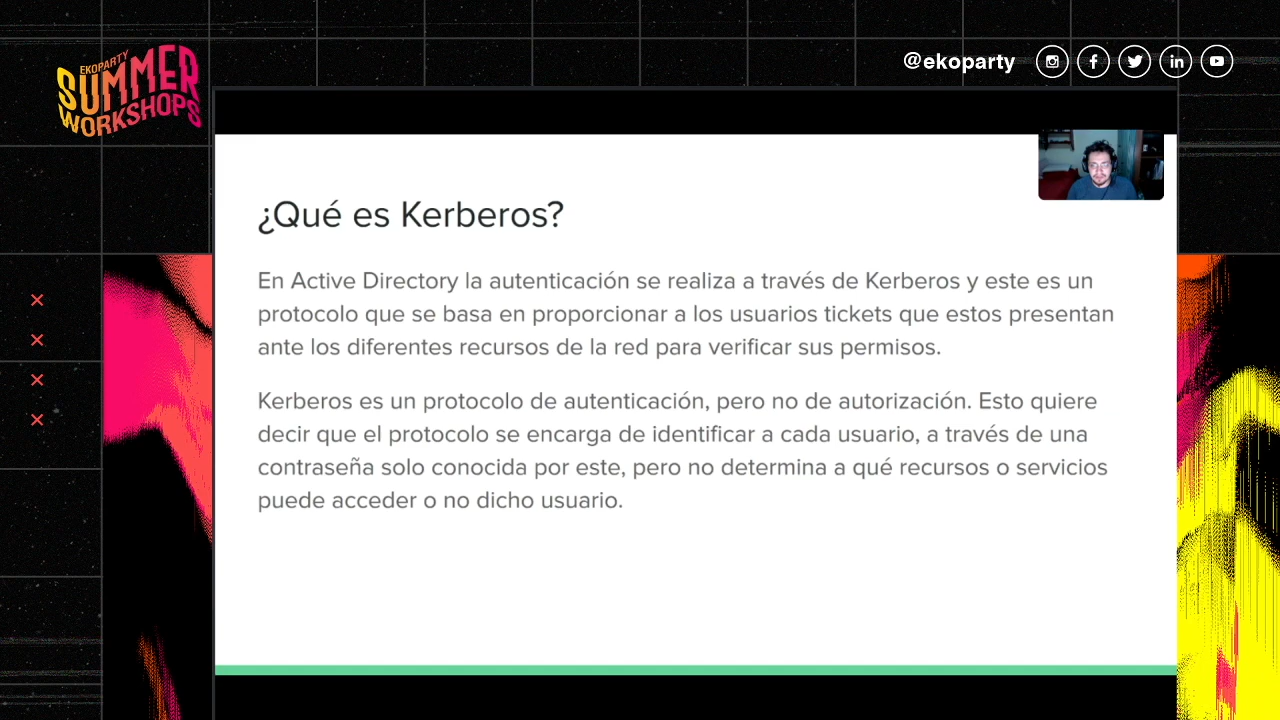 EKOPARTY
SUMMER
WORKSHOPS
@ekoparty
¿Qué es Kerberos?
En Active Directory la autenticación se realiza a través de Kerberos y este es un
protocolo que se basa en proporcionar a los usuarios tickets que estos presentan
ante los diferentes recursos de la red para verificar sus permisos.
Kerberos es un protocolo de autenticación, pero no de autorización. Esto quiere
decir que el protocolo se encarga de identificar a cada usuario, a través de una
contraseña solo conocida por este, pero no determina a qué recursos o servicios
puede acceder o no dicho usuario.